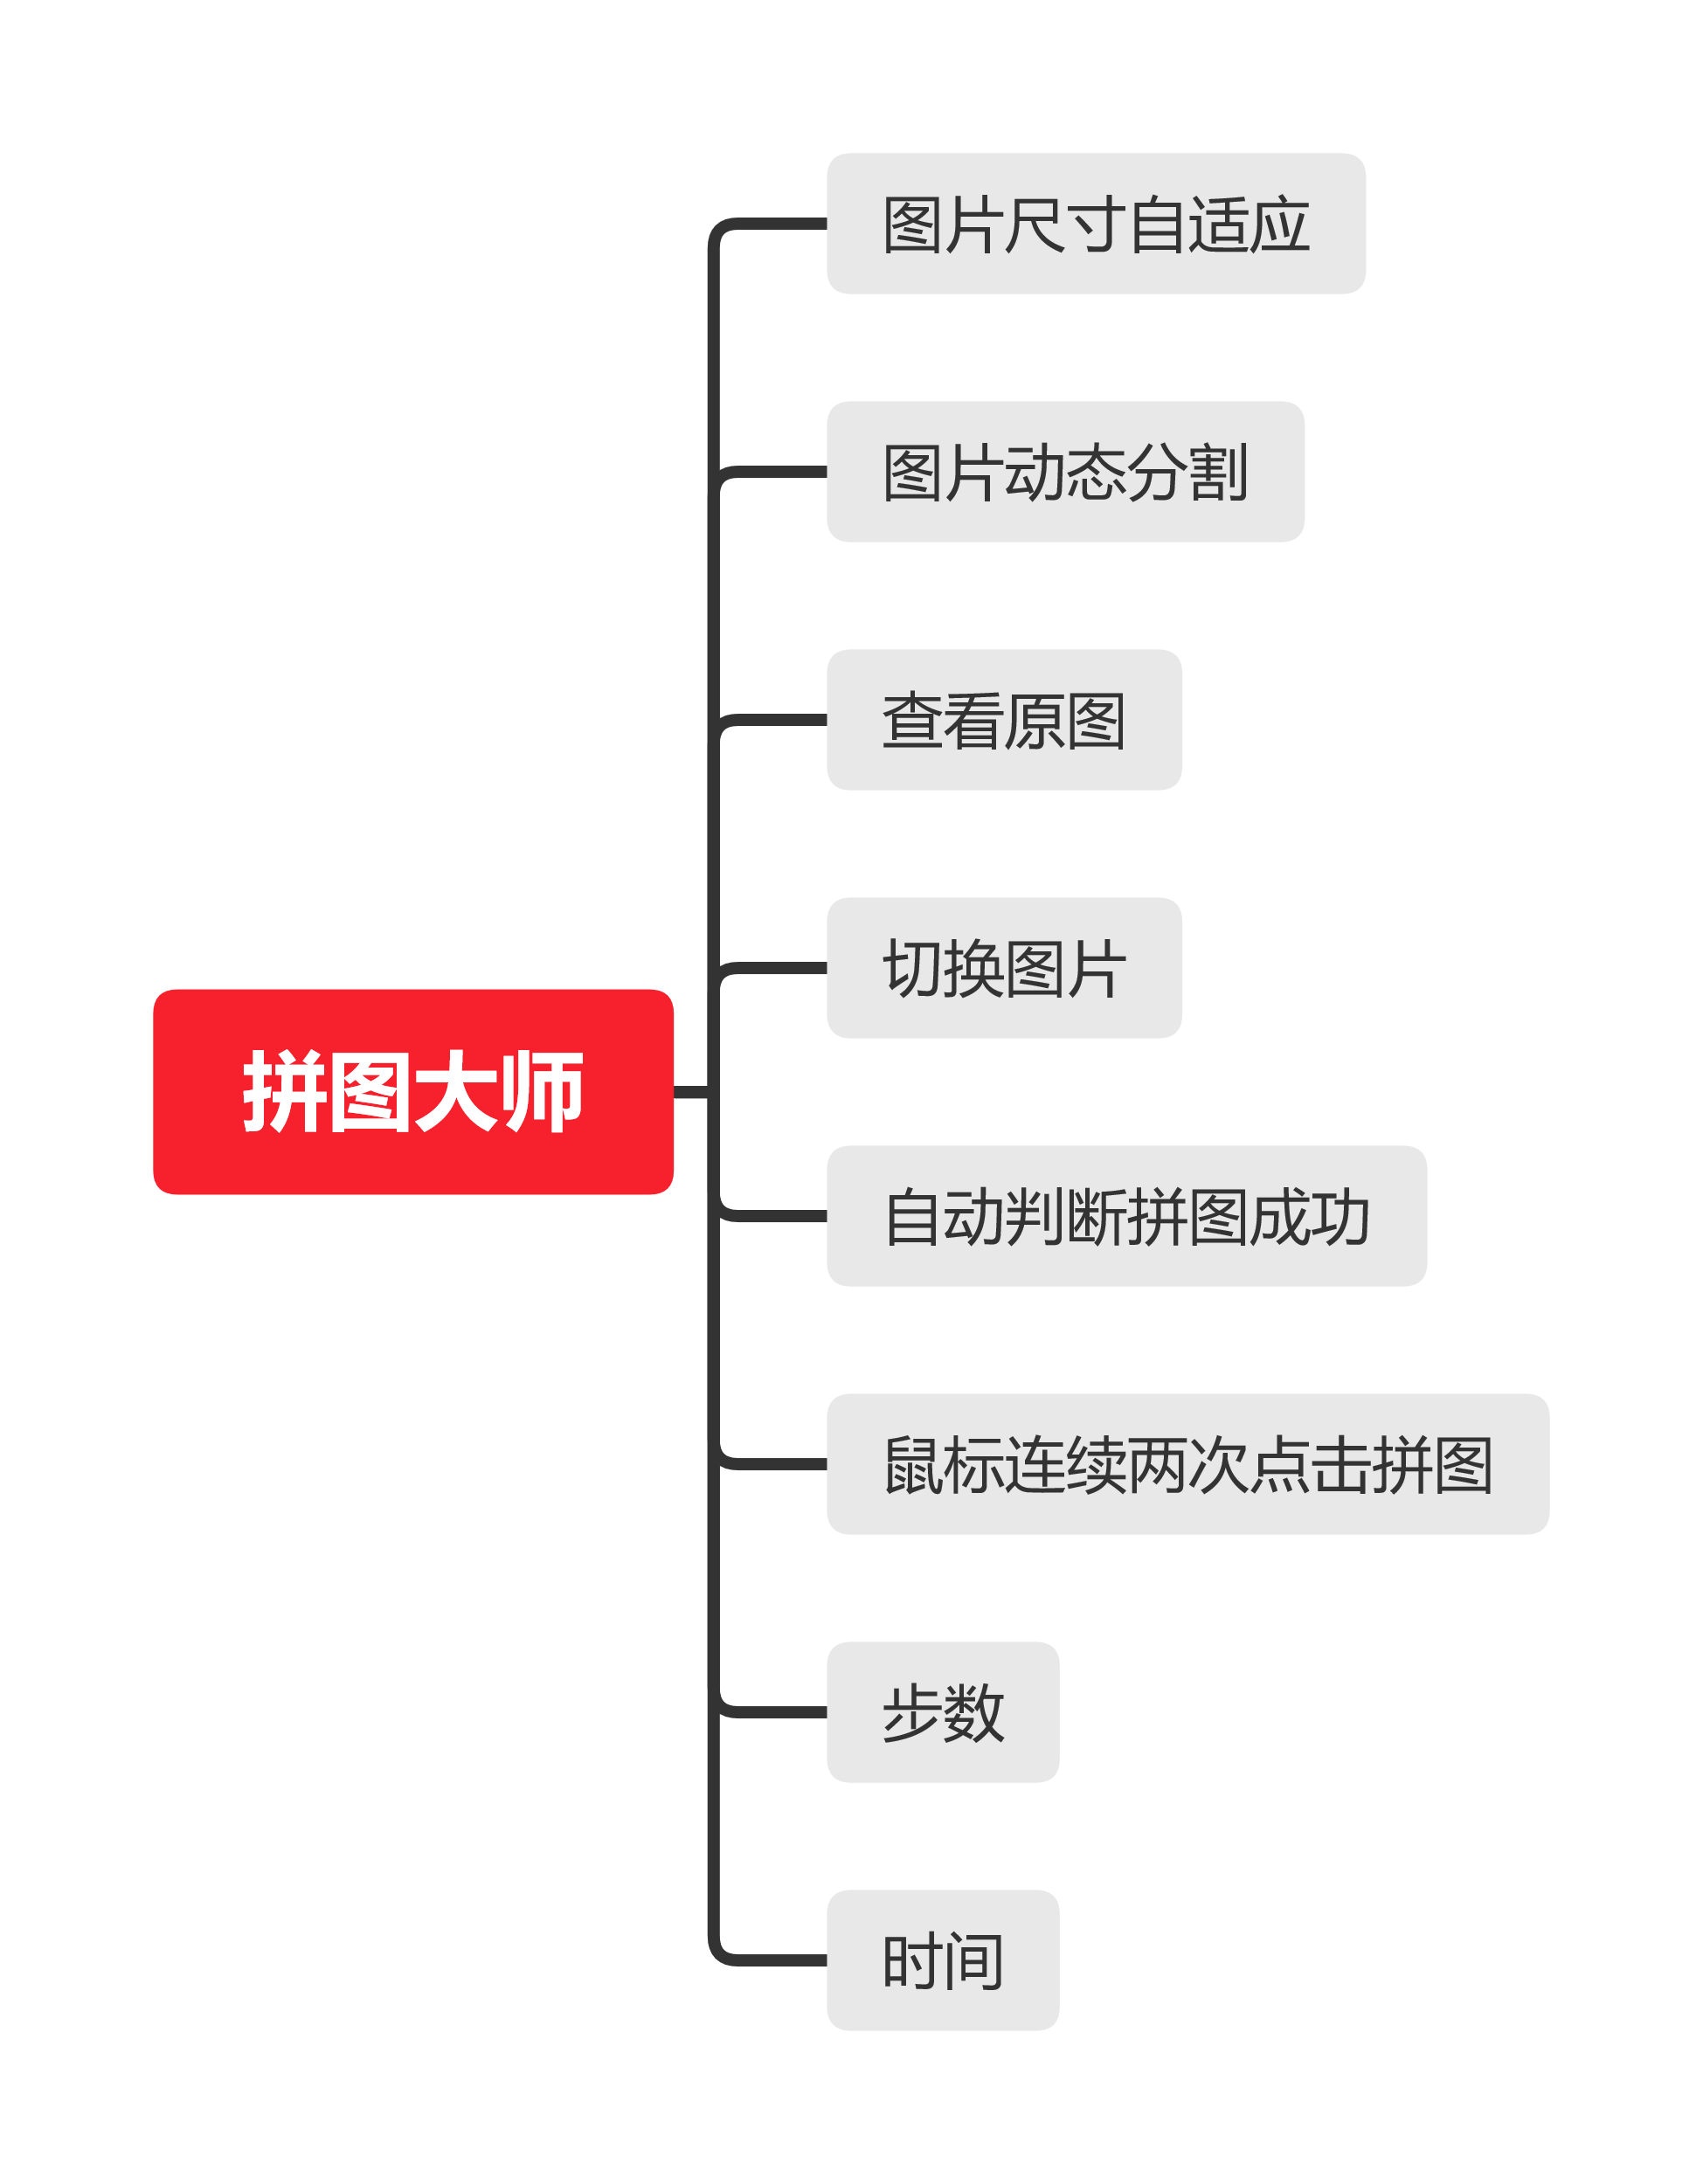 图片尺寸自适应
图片动态分割
查看原图
切换图片
拼图大师
自动判断拼图成功
鼠标连续两次点击拼图
步数
时间